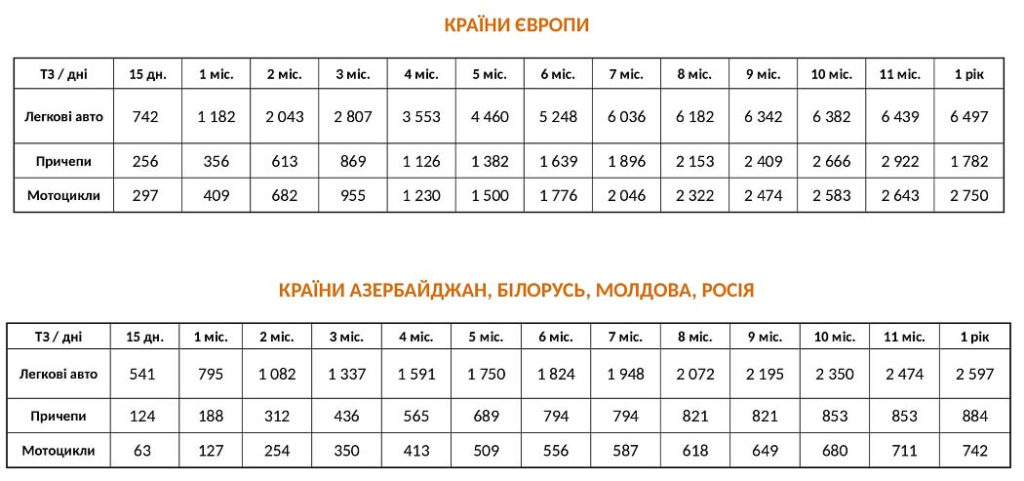 КРАЇНИ ЄВРОПИ
ТЗ / дні 15 дн. 1 міс. 2 міс. 3 міс. 4 міс. 5 міс. 6 міс. 7 міс. 8 міс. 9 міс. 10 міс. 11 міс. 1 рік
Легкові авто 742 1 182 2 043 2 807 3 553 4 460 5 248 6 036 6 182 6 342 6 382 6 439 6 497
Причепи 256 356 613 869 1 126 1 382 1 639 1 896 2 153 2 409 2 666 2 922 1 782
Мотоцикли 297 409 682 955 1 230 1 500 1 776 2 046 2 322 2 474 2 583 2 643 2 750
КРАЇНИ АЗЕРБАЙДЖАН, БІЛОРУСЬ, МОЛДОВА, РОСІЯ
ТЗ / дні 15 дн. 1 міс. 2 міс. 3 міс. 4 міс. 5 міс. 6 міс. 7 міс. 8 міс. 9 міс. 10 міс. 11 міс. 1 рік
Легкові авто 541 795 1 082 1 337 1 591 1 750 1 824 1 948 2 072 2 195 2 350 2 474 2 597
Причепи 124 188 312 436 565 689 794 794 821 821 853 853 884
Мотоцикли 63 127 254 350 413 509 556 587 618 649 680 711 742